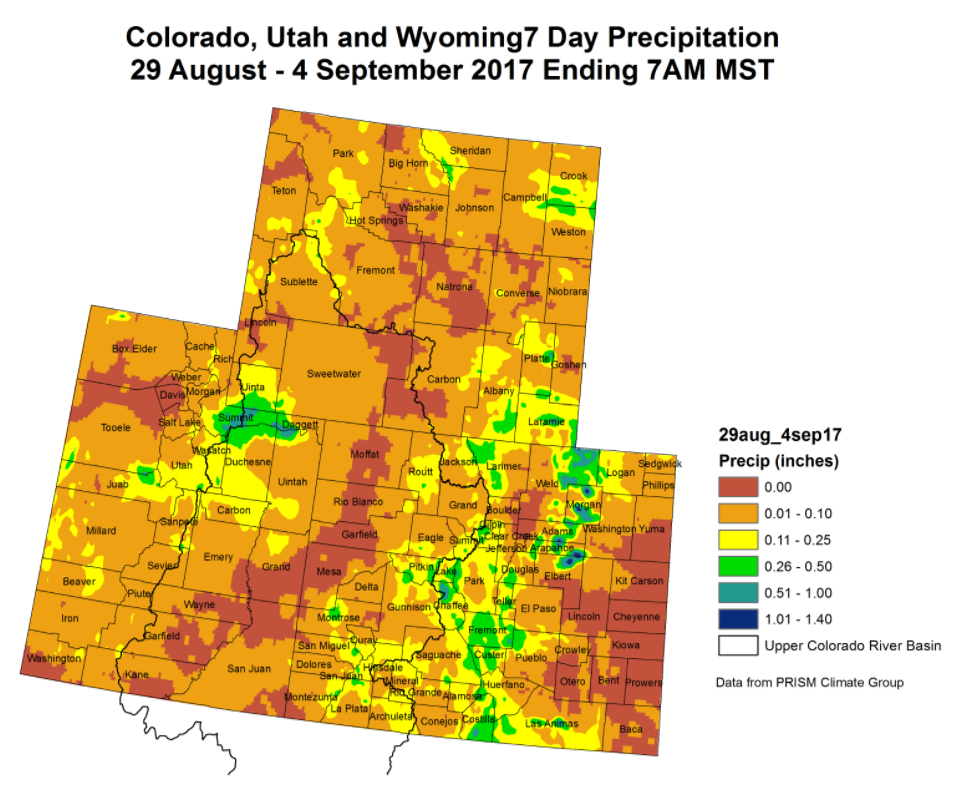 Colorado, Utah and Wyoming7 Day Precipitation
29 August - 4 September 2017 Ending 7AM MST
Park
Big Horn
Sheridan
Crook
Teton
Campbell
Washakie
Johnson
Hot Springs
Weston
Fremont
Sublette
Natrona
Converse
Niobrara
Lincoln
Box Elder
Cache
Rich
Platte
Goshen
Sweetwater
Carbon
Albany
Weber
Davis
Morgan
Uinta
Tooele
Salt Lake
Summit
Daggett
Laramie
Wasatch
Utah
Duchesne
Moffat
Routt
Jackson
Larimer
Weld
Logan
Sedgwick
Phillips
Juab
Uintah
Rio Blanco
Grand
Boulder
Morgan
Carbon
Sanpete
Millard
Garfield
Eagle
Summit
Gilpin
Clear Creek
Adams
Washington
Yuma
Jefferson
Arapahoe
Sevier
Emery
Grand
Mesa
Pitkin
Lake
Park
Douglas
Elbert
Kit Carson
Beaver
Piute
Wayne
Delta
Gunnison
Chaffee
Teller
El Paso
Lincoln
Cheyenne
Iron
Garfield
Montrose
Fremont
Ouray
San Miguel
Saguache
Custer
Pueblo
Crowley
Kiowa
Washington
Kane
San Juan
Dolores
San Juan
Hinsdale
Mineral
Rio Grande
Alamosa
Huerfano
Otero
Bent
Prowers
Montezuma
La Plata
Archuleta
Conejos
Costilla
Las Animas
Baca
29aug_4sep17
Precip (inches)
0.00
0.01 - 0.10
0.11 - 0.25
0.26 - 0.50
0.51 - 1.00
1.01 - 1.40
Upper Colorado River Basin
Data from PRISM Climate Group